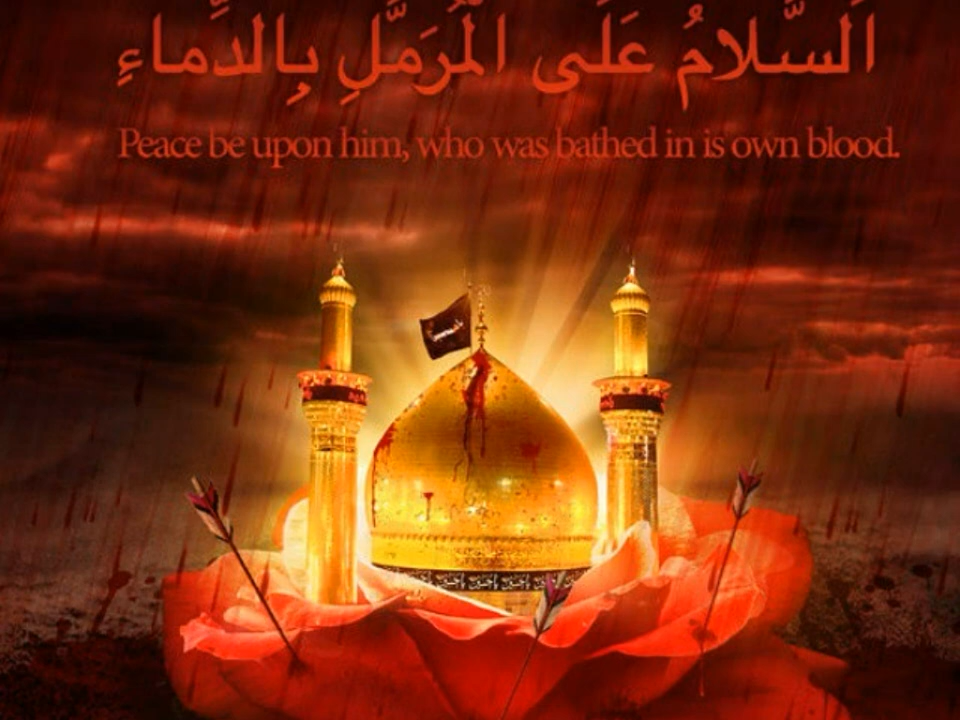 اَلسَّلامُ عَلَى الْمُرَمَّلِ بِالدِّماءِ
Peace be upon him, who was bathed in is own blood.